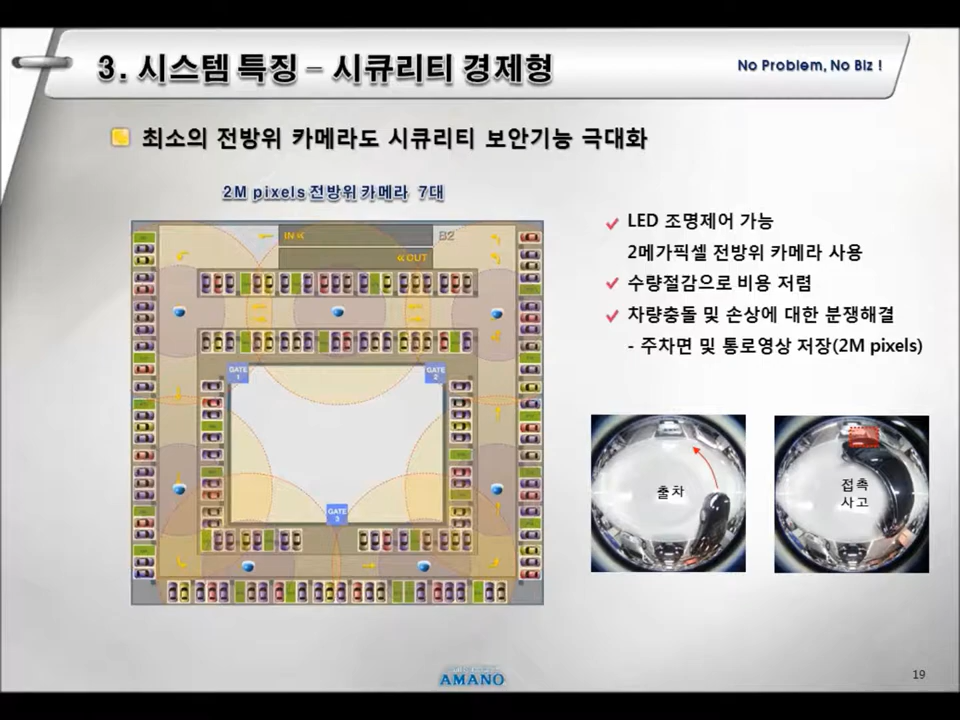 3. 시스템 특징 – 시큐리티 경제형
No Problem, No Biz !
최소의 전방위 카메라도 시큐리티 보안기능 극대화
2M pixels 전방위 카메라 7대
IN≪
B2
≪OUT
GATE
1
GATE
2
GATE
3
LED 조명제어 가능
2메가픽셀 전방위 카메라 사용
수량절감으로 비용 저렴
차량충돌 및 손상에 대한 분쟁해결
- 주차면 및 통로영상 저장(2M pixels)
출차
접촉
사고
AMANO
19